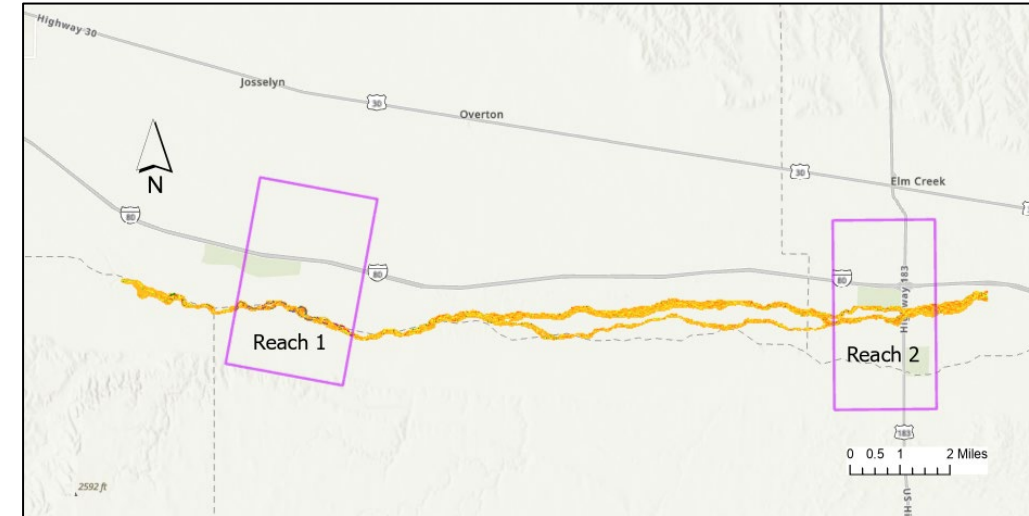 Highway 30
Josselyn
30
Overton
30
Elm Creek
N
80
80
80
Highway 183
Reach 1
Reach 2
183
0 0.5 1 2 Miles
2592 ft